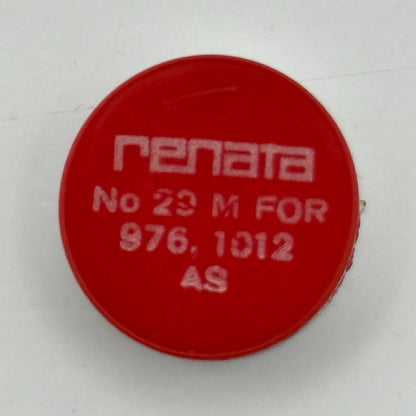 renata
No 29 M FOR
976, 1012
AS